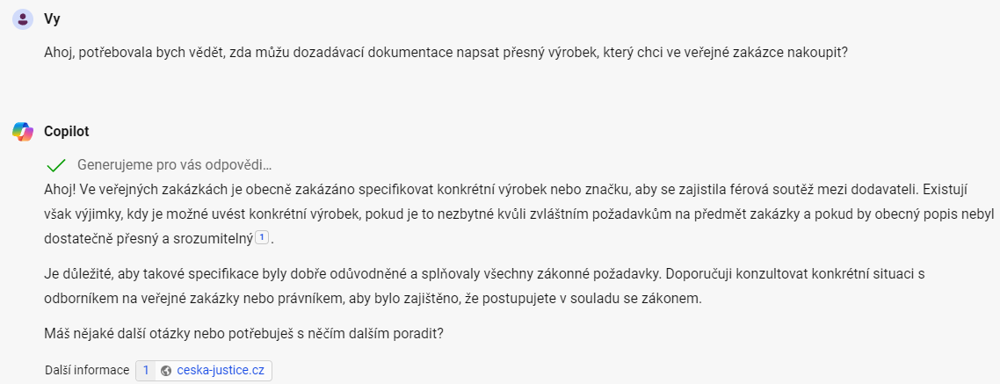 Vy
Ahoj, potřebovala bych vědět, zda můžu dozadávací dokumentace napsat přesný výrobek, který chci ve veřejné zakázce nakoupit?
Copilot
Generujeme pro vás odpovědi…
Ahoj! Ve veřejných zakázkách je obecně zakázáno specifikovat konkrétní výrobek nebo značku, aby se zajistila férová soutěž mezi dodavateli. Existují
však výjimky, kdy je možné uvést konkrétní výrobek, pokud je to nezbytné kvůli zvláštním požadavkům na předmět zakázky a pokud by obecný popis nebyl
dostatečně přesný a srozumitelný 1 .
Je důležité, aby takové specifikace byly dobře odůvodněné a splňovaly všechny zákonné požadavky. Doporučuji konzultovat konkrétní situaci s
odborníkem na veřejné zakázky nebo právníkem, aby bylo zajištěno, že postupujete v souladu se zákonem.
Máš nějaké další otázky nebo potřebuješ s něčím dalším poradit?
Další informace 1 ceska-justice.cz